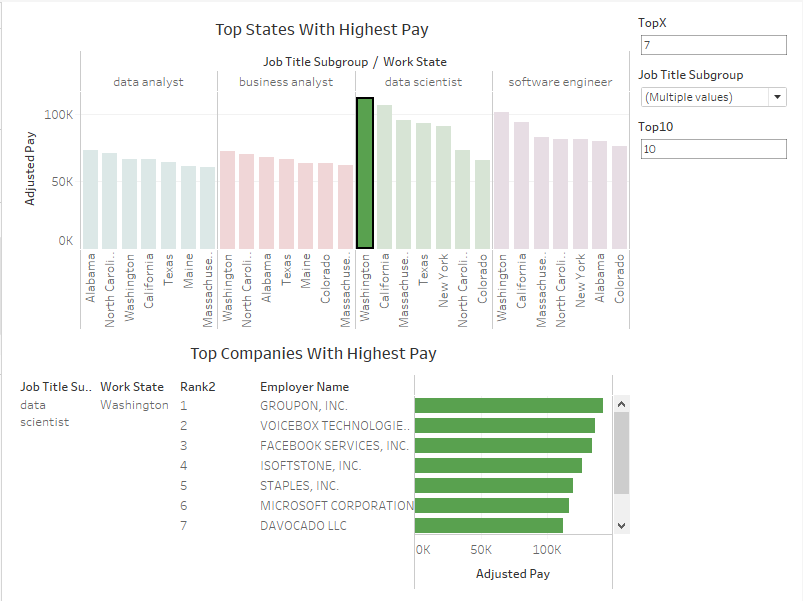 Top States With Highest Pay
Job Title Subgroup / Work State
data analyst business analyst data scientist software engineer
Adjusted Pay
100K
50K
0K
Alabama
North Caroli..
Washington
California
Texas
Maine
Massachuse..
Washington
North Caroli..
Alabama
Texas
Maine
Colorado
Massachuse..
Washington
California
Massachuse..
Texas
New York
North Caroli..
Colorado
Washington
California
Massachuse..
North Caroli..
New York
Alabama
Colorado
TopX
7
Job Title Subgroup
(Multiple values)
Top10
10
Top Companies With Highest Pay
Job Title Su.. Work State Rank2 Employer Name
data scientist Washington 1 GROUPON, INC.
2 VOICEBOX TECHNOLOGIE..
3 FACEBOOK SERVICES, INC.
4 ISOFTSTONE, INC.
5 STAPLES, INC.
6 MICROSOFT CORPORATION
7 DAVOCADO LLC
0K 50K 100K
Adjusted Pay